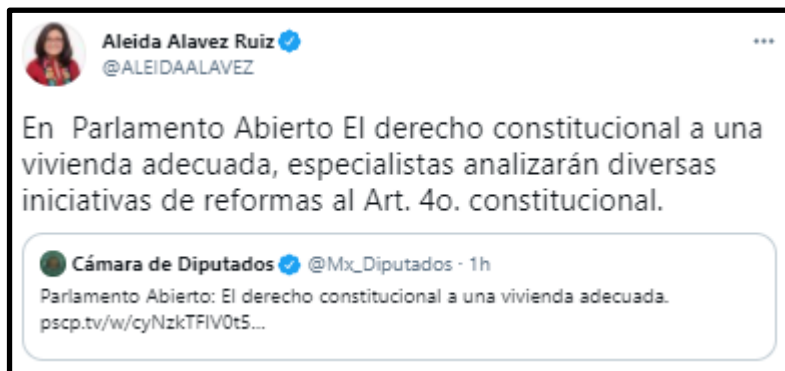 Aleida Alavez Ruiz
@ALEIDAALAVEZ
En Parlamento Abierto El derecho constitucional a una
vivienda adecuada, especialistas analizarán diversas
iniciativas de reformas al Art. 4o. constitucional.
Cámara de Diputados @Mx_Diputados · 1h
Parlamento Abierto: El derecho constitucional a una vivienda adecuada.
pscp.tv/w/cyNzkTFIV0t5...